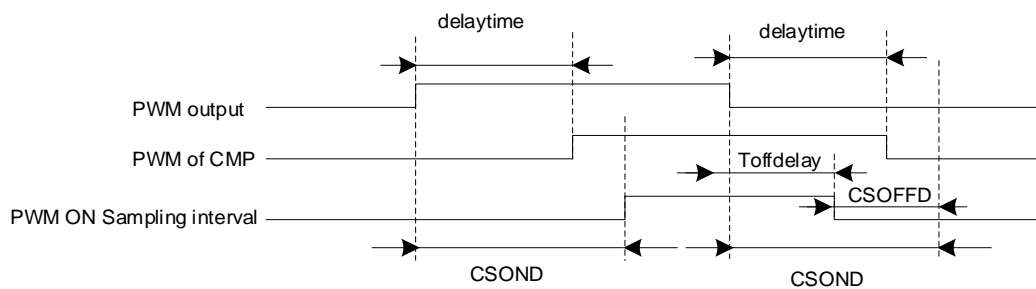 delaytime
delaytime
PWM output
PWM of CMP
Toffdelay
CSOFFD
PWM ON Sampling interval
CSOND
CSOND